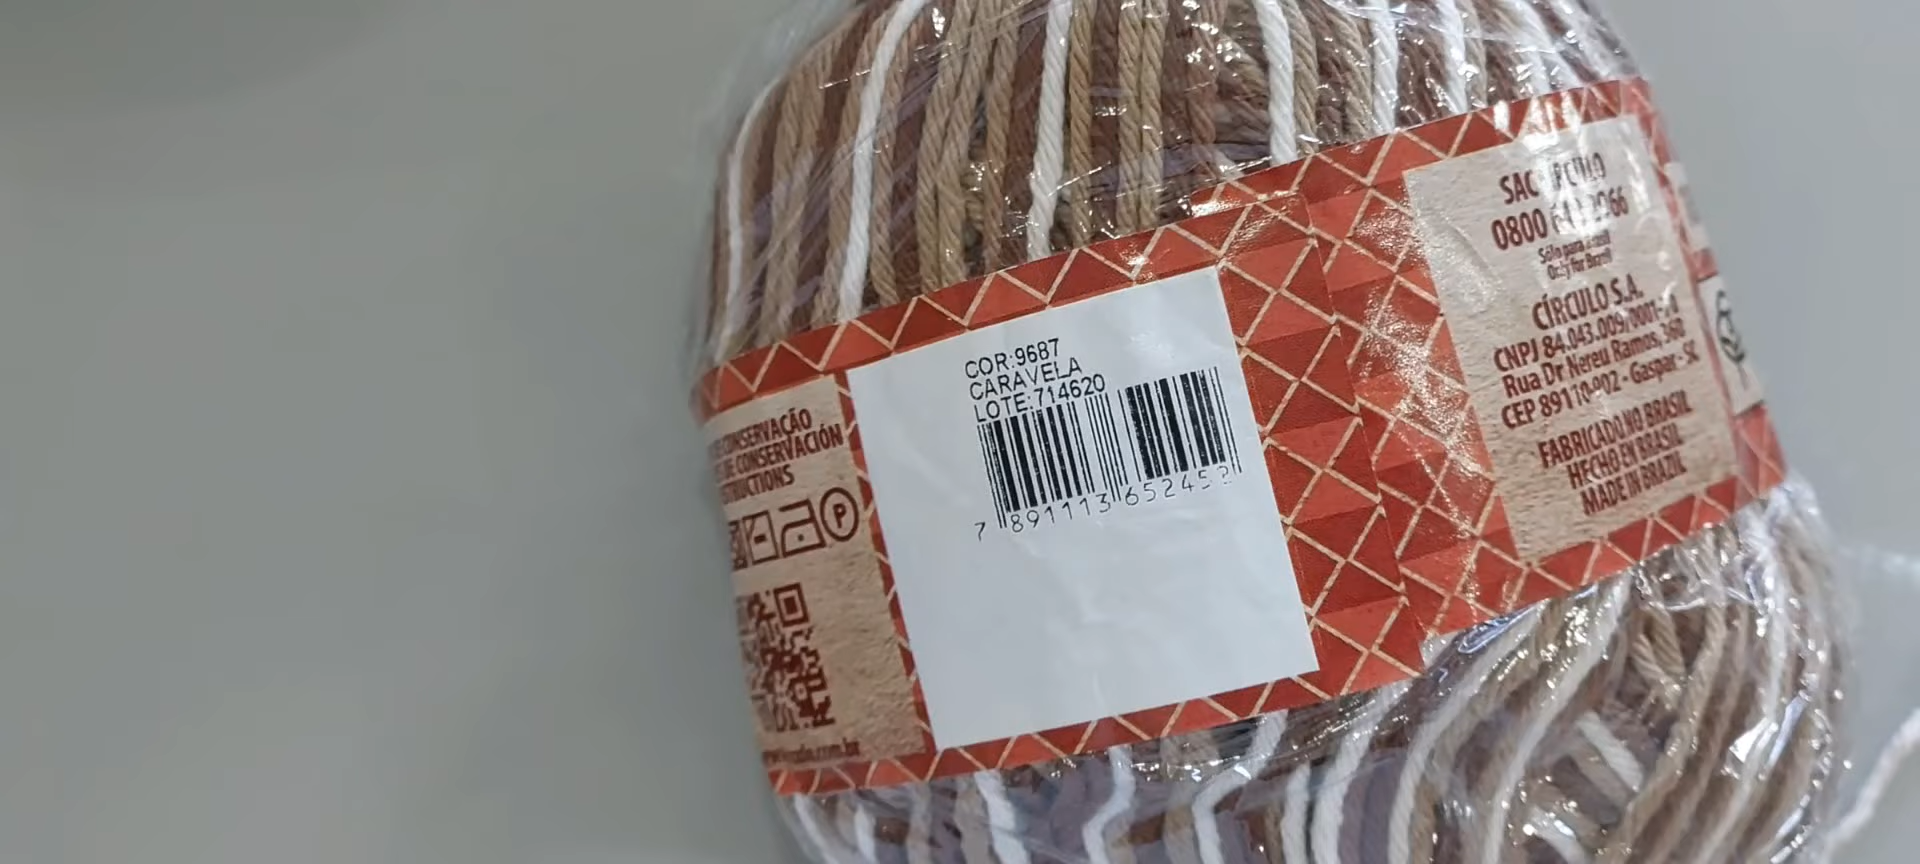 CONSERVAÇÃO
DE CONSERVACIÓN
P
COR:9687
CARAVELA
LOTE:714620
7 891113 65245
SAC
0800
Sólo para Brasil
Only for Brazil
CÍRCULO S.A.
CNPJ 84.043.009/0001-
Rua Dr Nereu Ramos, 360
CEP 89110-902 - Gaspar - SC
FABRICADO NO BRASIL
HECHO EN BRASIL
MADE IN BRAZIL